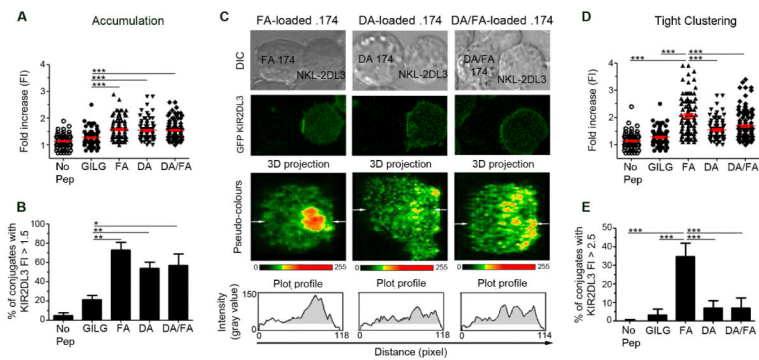 A
Accumulation
***
***
***
Fold increase (FI)
4
3
2
1
No Pep
GILG
FA
DA
DA/FA
B
% of conjugates with KIR2DL3 FI > 1.5
100
80
60
40
20
0
*
**
**
No Pep
GILG
FA
DA
DA/FA
C
FA-loaded .174
DA-loaded .174
DA/FA-loaded .174
DIC
FA 174
NKL-2DL3
DA 174
NKL-2DL3
DA/FA 174
NKL-2DL3
GFP KIR2DL3
3D projection
3D projection
3D projection
Pseudo-colours
0
255
0
255
0
255
Plot profile
Plot profile
Plot profile
Intensity (gray value)
150
0
118
150
0
118
150
0
114
Distance (pixel)
D
Tight Clustering
***
***
***
***
Fold increase (FI)
4
3
2
1
No Pep
GILG
FA
DA
DA/FA
E
% of conjugates with KIR2DL3 FI > 2.5
50
40
30
20
10
0
***
***
***
***
No Pep
GILG
FA
DA
DA/FA